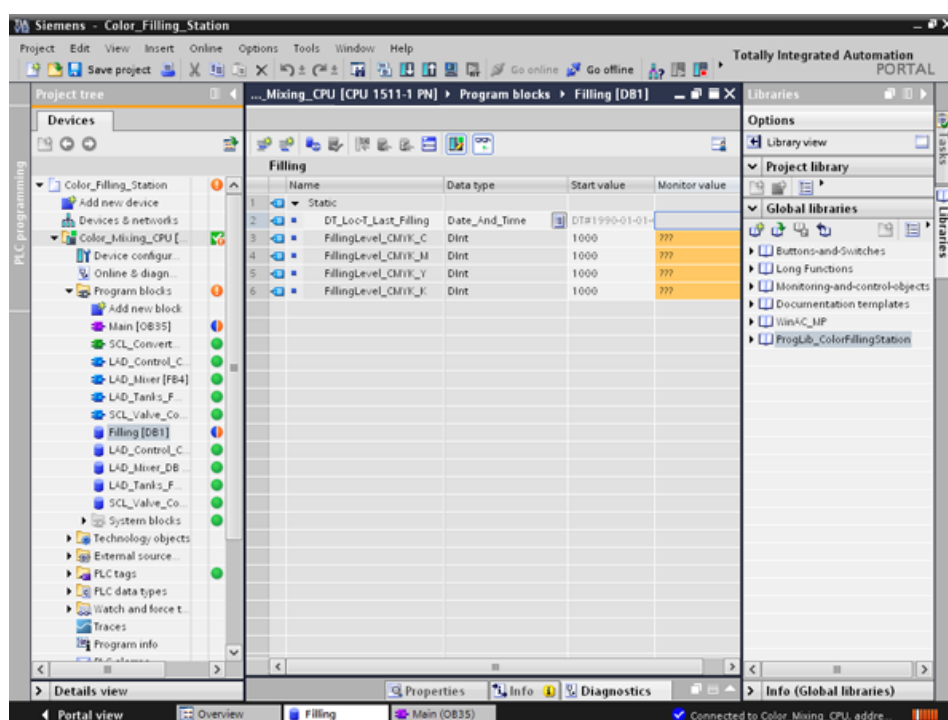 Siemens - Color_Filling_Station
Project Edit View Insert Online Options Tools Window Help
Save project Go online Go offline
Totally Integrated Automation
PORTAL
Project tree
..._Mixing_CPU [CPU 1511-1 PN] Program blocks Filling [DB1]
Libraries
Devices
Options
Library view
Filling
Project library
Name Data type Start value Monitor value
Global libraries
PLC programming
Tasks
Libraries
Color_Filling_Station
Add new device
Devices & networks
Color_Mixing_CPU [...
Device configur...
Online & diagn...
Program blocks
Add new block
Main [OB35]
SCL_Convert...
LAD_Control_C...
LAD_Mixer [FB4]
LAD_Tanks_F...
SCL_Valve_Co...
Filling [DB1]
LAD_Control_C...
LAD_Mixer_DB ...
LAD_Tanks_F...
SCL_Valve_Co...
System blocks
Technology objects
External source...
PLC tags
PLC data types
Watch and force t...
Traces
Program info
1 Static
2 DT_Loc-T_Last_Filling Date_And_Time DT#1990-01-01-
3 FillingLevel_CMYK_C DInt 1000 ???
4 FillingLevel_CMYK_M DInt 1000 ???
5 FillingLevel_CMYK_Y DInt 1000 ???
6 FillingLevel_CMYK_K DInt 1000 ???
Buttons-and-Switches
Long Functions
Monitoring-and-control-objects
Documentation templates
WinAC_MP
ProgLib_ColorFillingStation
Details view
Properties Info Diagnostics
Info (Global libraries)
Portal view Overview Filling Main (OB35)
Connected to Color_Mixing_CPU, addre...